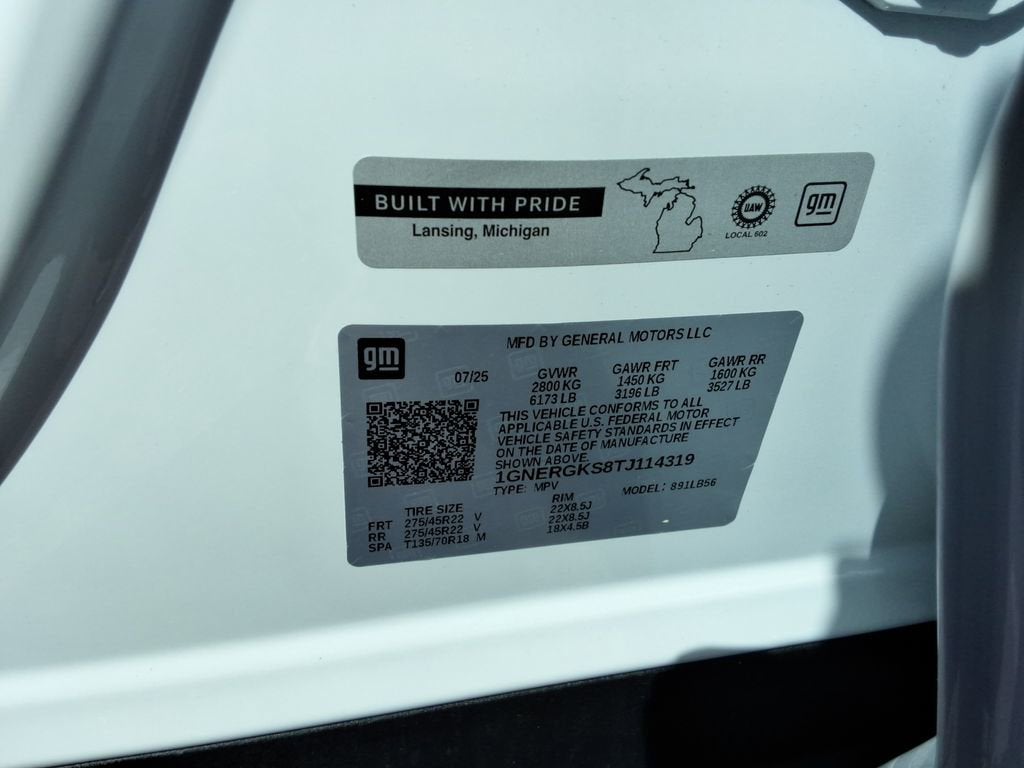 BUILT WITH PRIDE
Lansing, Michigan
UAW
LOCAL 602
gm
gm
MFD BY GENERAL MOTORS LLC
07/25
GVWR
2800 KG
6173 LB
GAWR FRT
1450 KG
3196 LB
GAWR RR
1600 KG
3527 LB
THIS VEHICLE CONFORMS TO ALL
APPLICABLE U.S. FEDERAL MOTOR
VEHICLE SAFETY STANDARDS IN EFFECT
ON THE DATE OF MANUFACTURE
SHOWN ABOVE.
1GNERGKS8TJ114319
TYPE: MPV MODEL: 891LB56
TIRE SIZE RIM
FRT 275/45R22 V 22X8.5J
RR 275/45R22 V 22X8.5J
SPA T135/70R18 M 18X4.5B